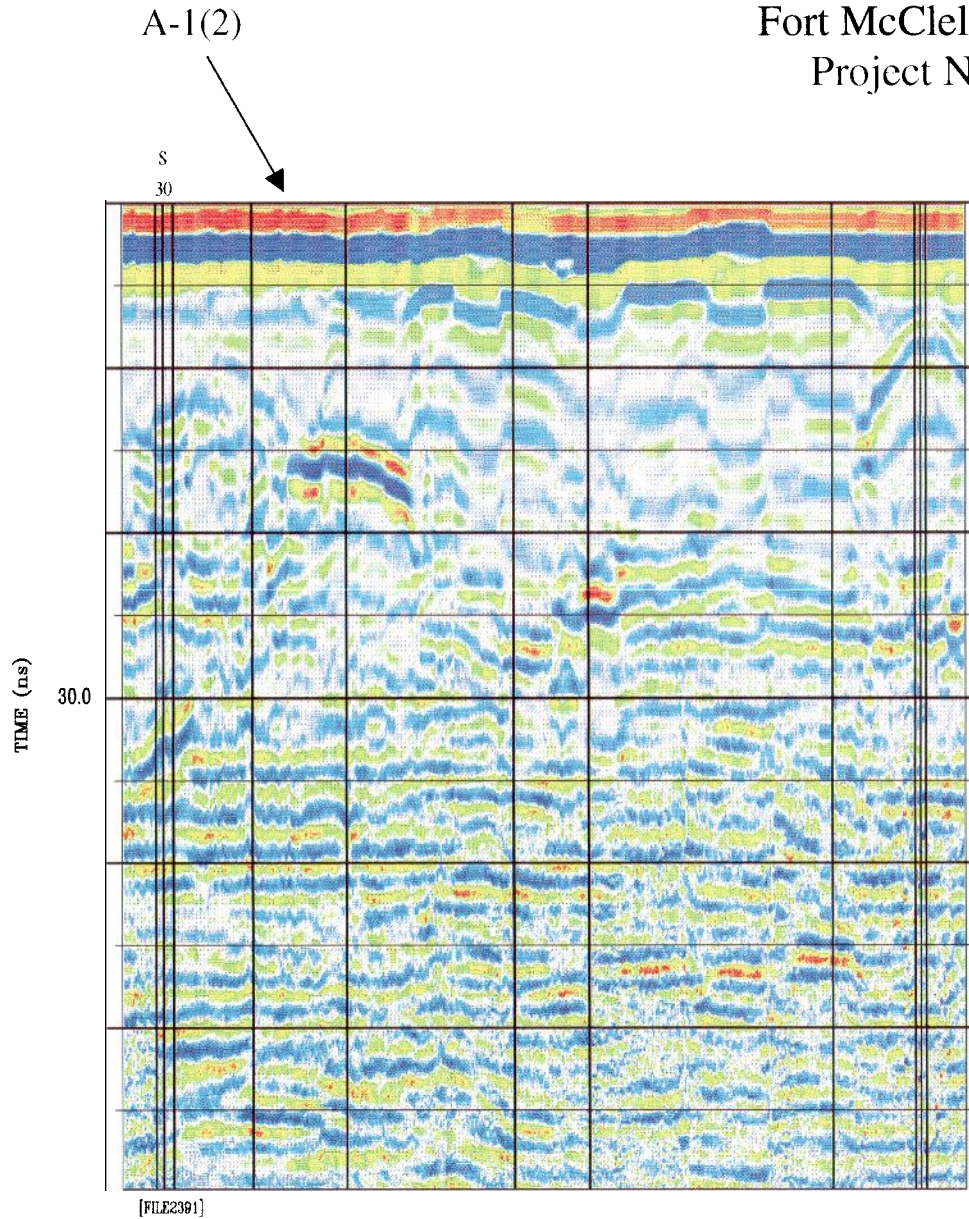 A-1(2)
Fort McClel
Project N
S
30
TIME (ns)
30.0
[FILE2391]